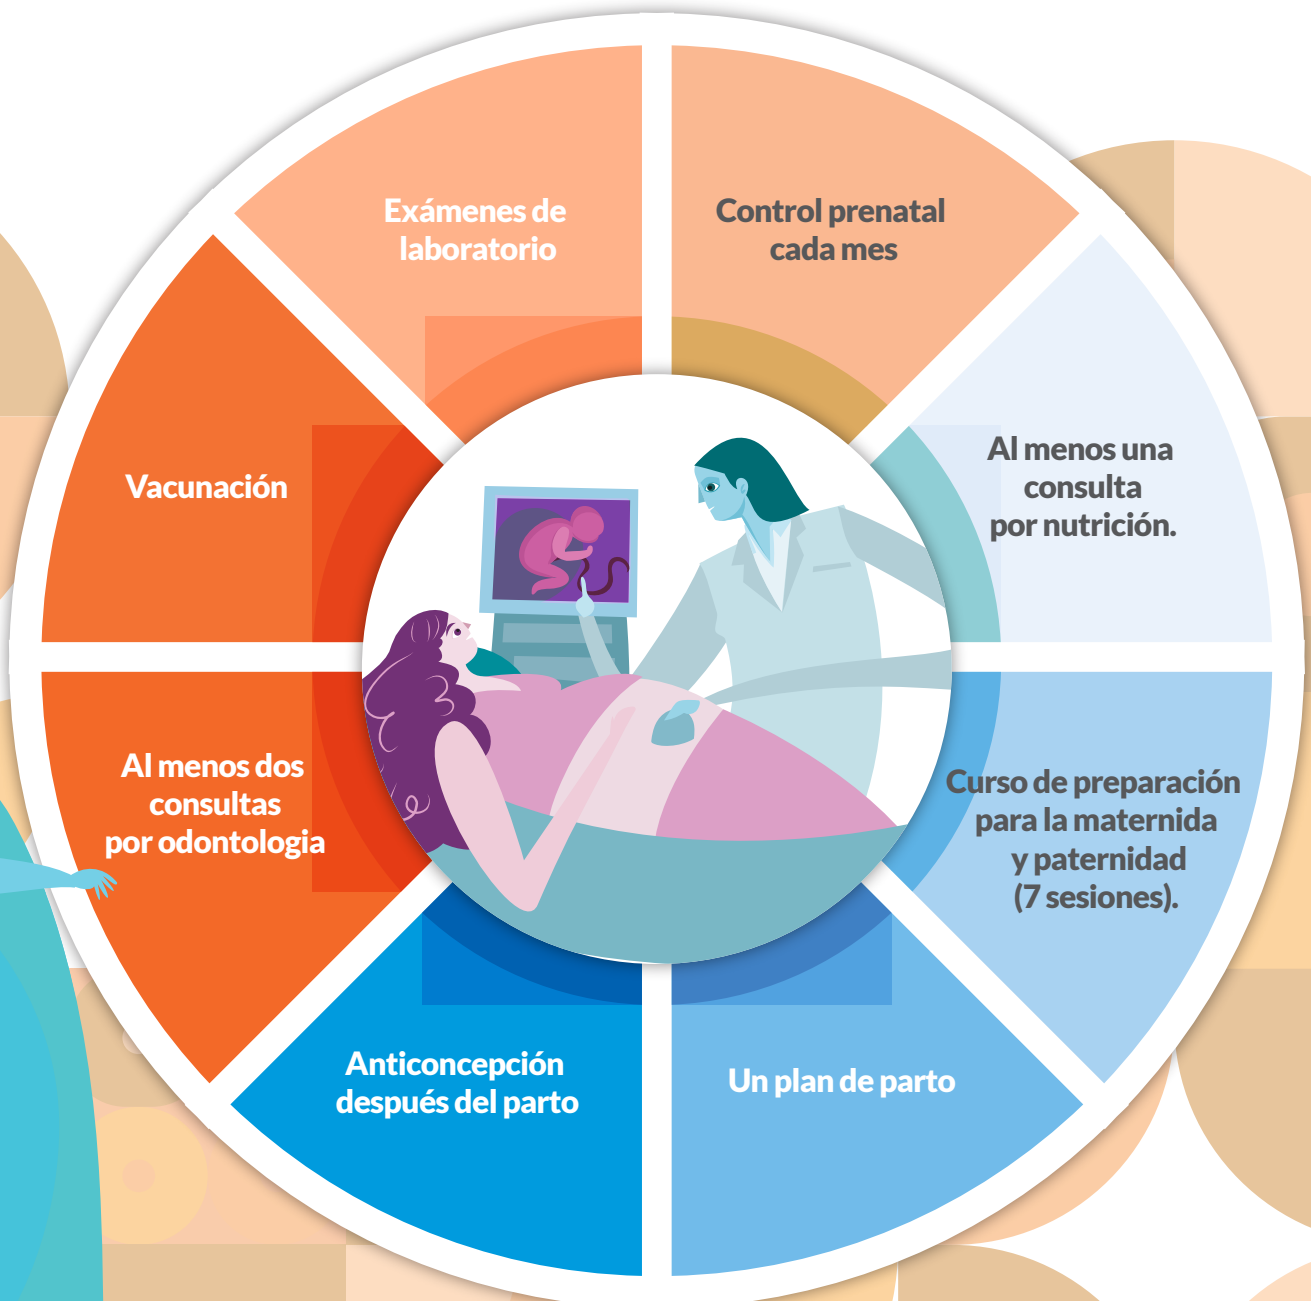 Exámenes de
laboratorio
Control prenatal
cada mes
Al menos una
consulta
por nutrición.
Curso de preparación
para la maternida
y paternidad
(7 sesiones).
Un plan de parto
Anticoncepción
después del parto
Al menos dos
consultas
por odontologia
Vacunación